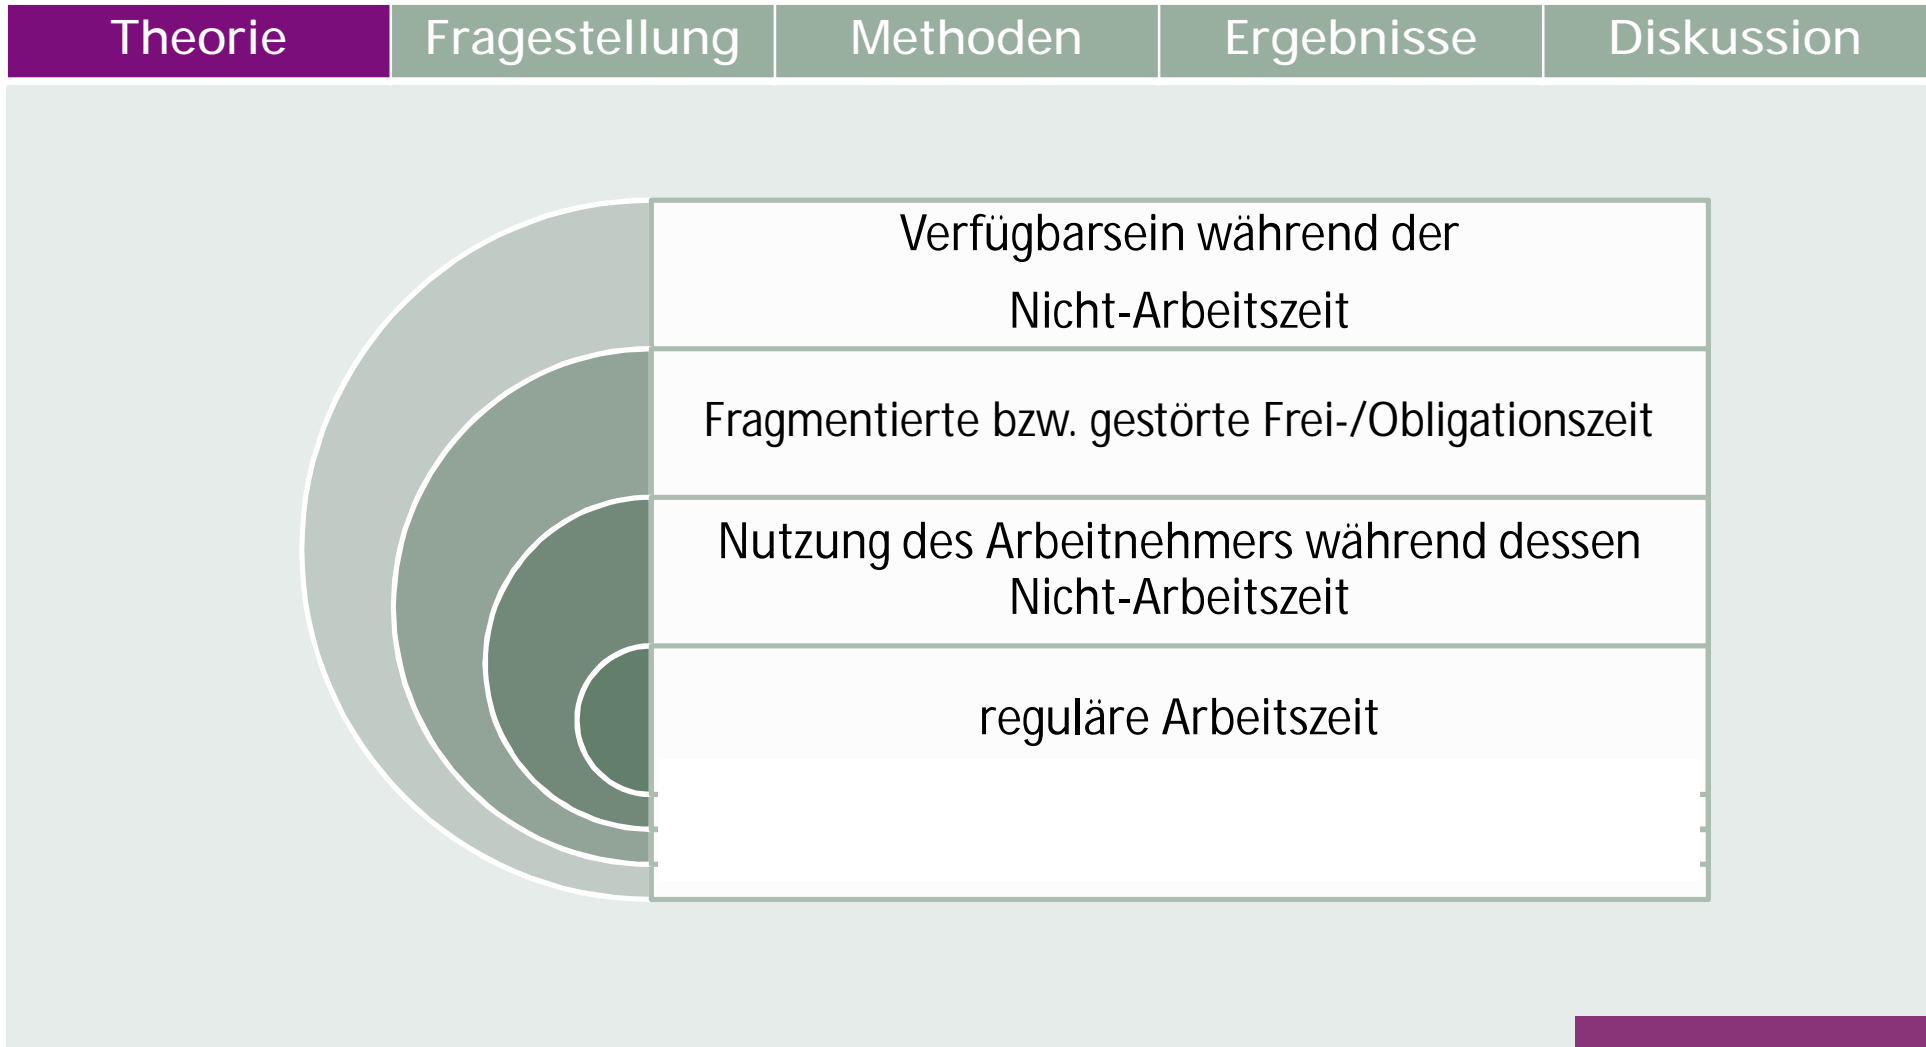 Theorie
Fragestellung
Methoden
Ergebnisse
Diskussion
Verfügbarsein während der
Nicht-Arbeitszeit
Fragmentierte bzw. gestörte Frei-/Obligationszeit
Nutzung des Arbeitnehmers während dessen
Nicht-Arbeitszeit
reguläre Arbeitszeit